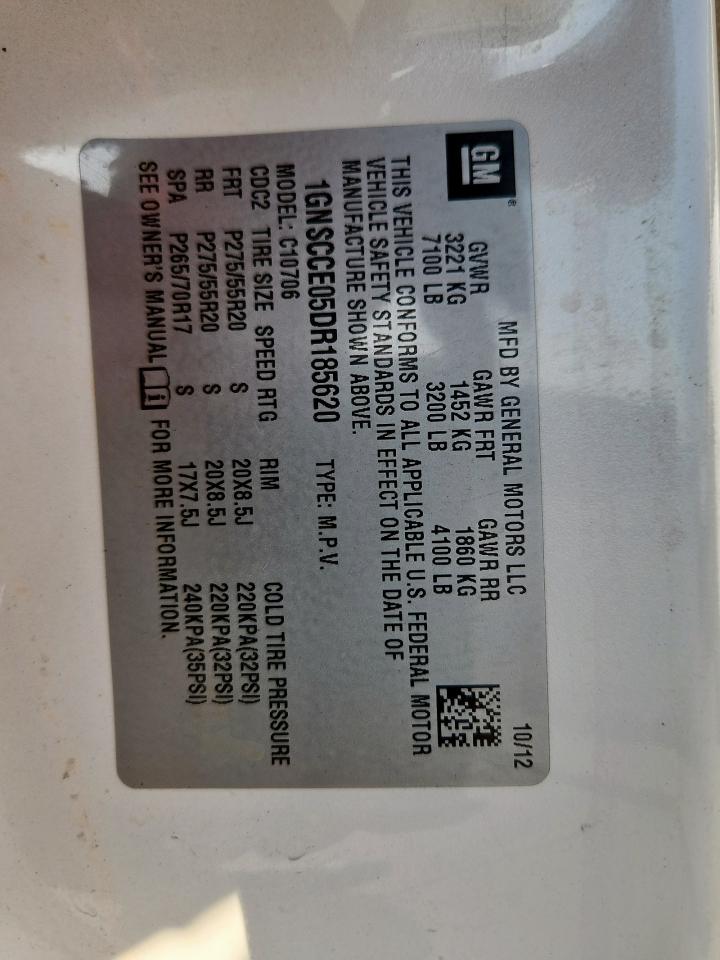 GM®
MFD BY GENERAL MOTORS LLC 10/12
GVWR GAWR FRT GAWR RR
3221 KG 1452 KG 1860 KG
7100 LB 3200 LB 4100 LB
THIS VEHICLE CONFORMS TO ALL APPLICABLE U.S. FEDERAL MOTOR
VEHICLE SAFETY STANDARDS IN EFFECT ON THE DATE OF
MANUFACTURE SHOWN ABOVE.
1GNSCCE05DR185620 TYPE: M.P.V.
MODEL: C10706
CDC2 TIRE SIZE SPEED RTG RIM COLD TIRE PRESSURE
FRT P275/55R20 S 20X8.5J 220KPA(32PSI)
RR P275/55R20 S 20X8.5J 220KPA(32PSI)
SPA P265/70R17 S 17X7.5J 240KPA(35PSI)
SEE OWNER'S MANUAL FOR MORE INFORMATION.